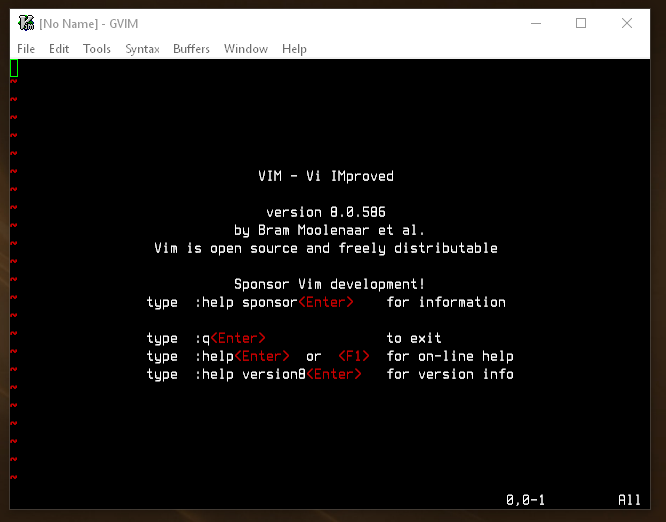 [No Name] - GVIM
File Edit Tools Syntax Buffers Window Help
~
~
~
~
~
~
VIM - Vi IMproved
~
version 8.0.586
by Bram Moolenaar et al.
Vim is open source and freely distributable
~
Sponsor Vim development!
type :help sponsor<Enter> for information
~
type :q<Enter> to exit
type :help<Enter> or <F1> for on-line help
type :help version8<Enter> for version info
~
~
~
~
~
~
0,0-1 All